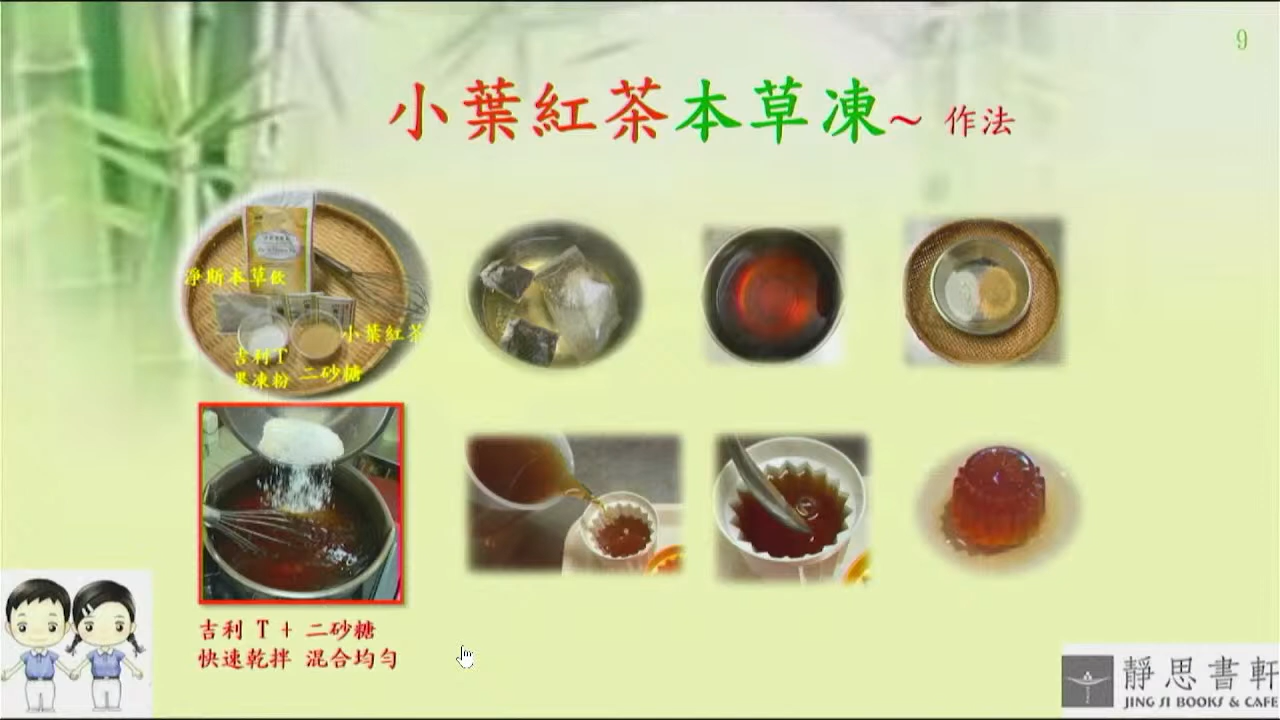 9
小葉紅茶本草凍~ 作法
淨斯本草飲
小葉紅茶
吉利T
果凍粉
二砂糖
吉利 T + 二砂糖
快速乾拌 混合均勻
靜思書軒
JING SI BOOKS & CAFE